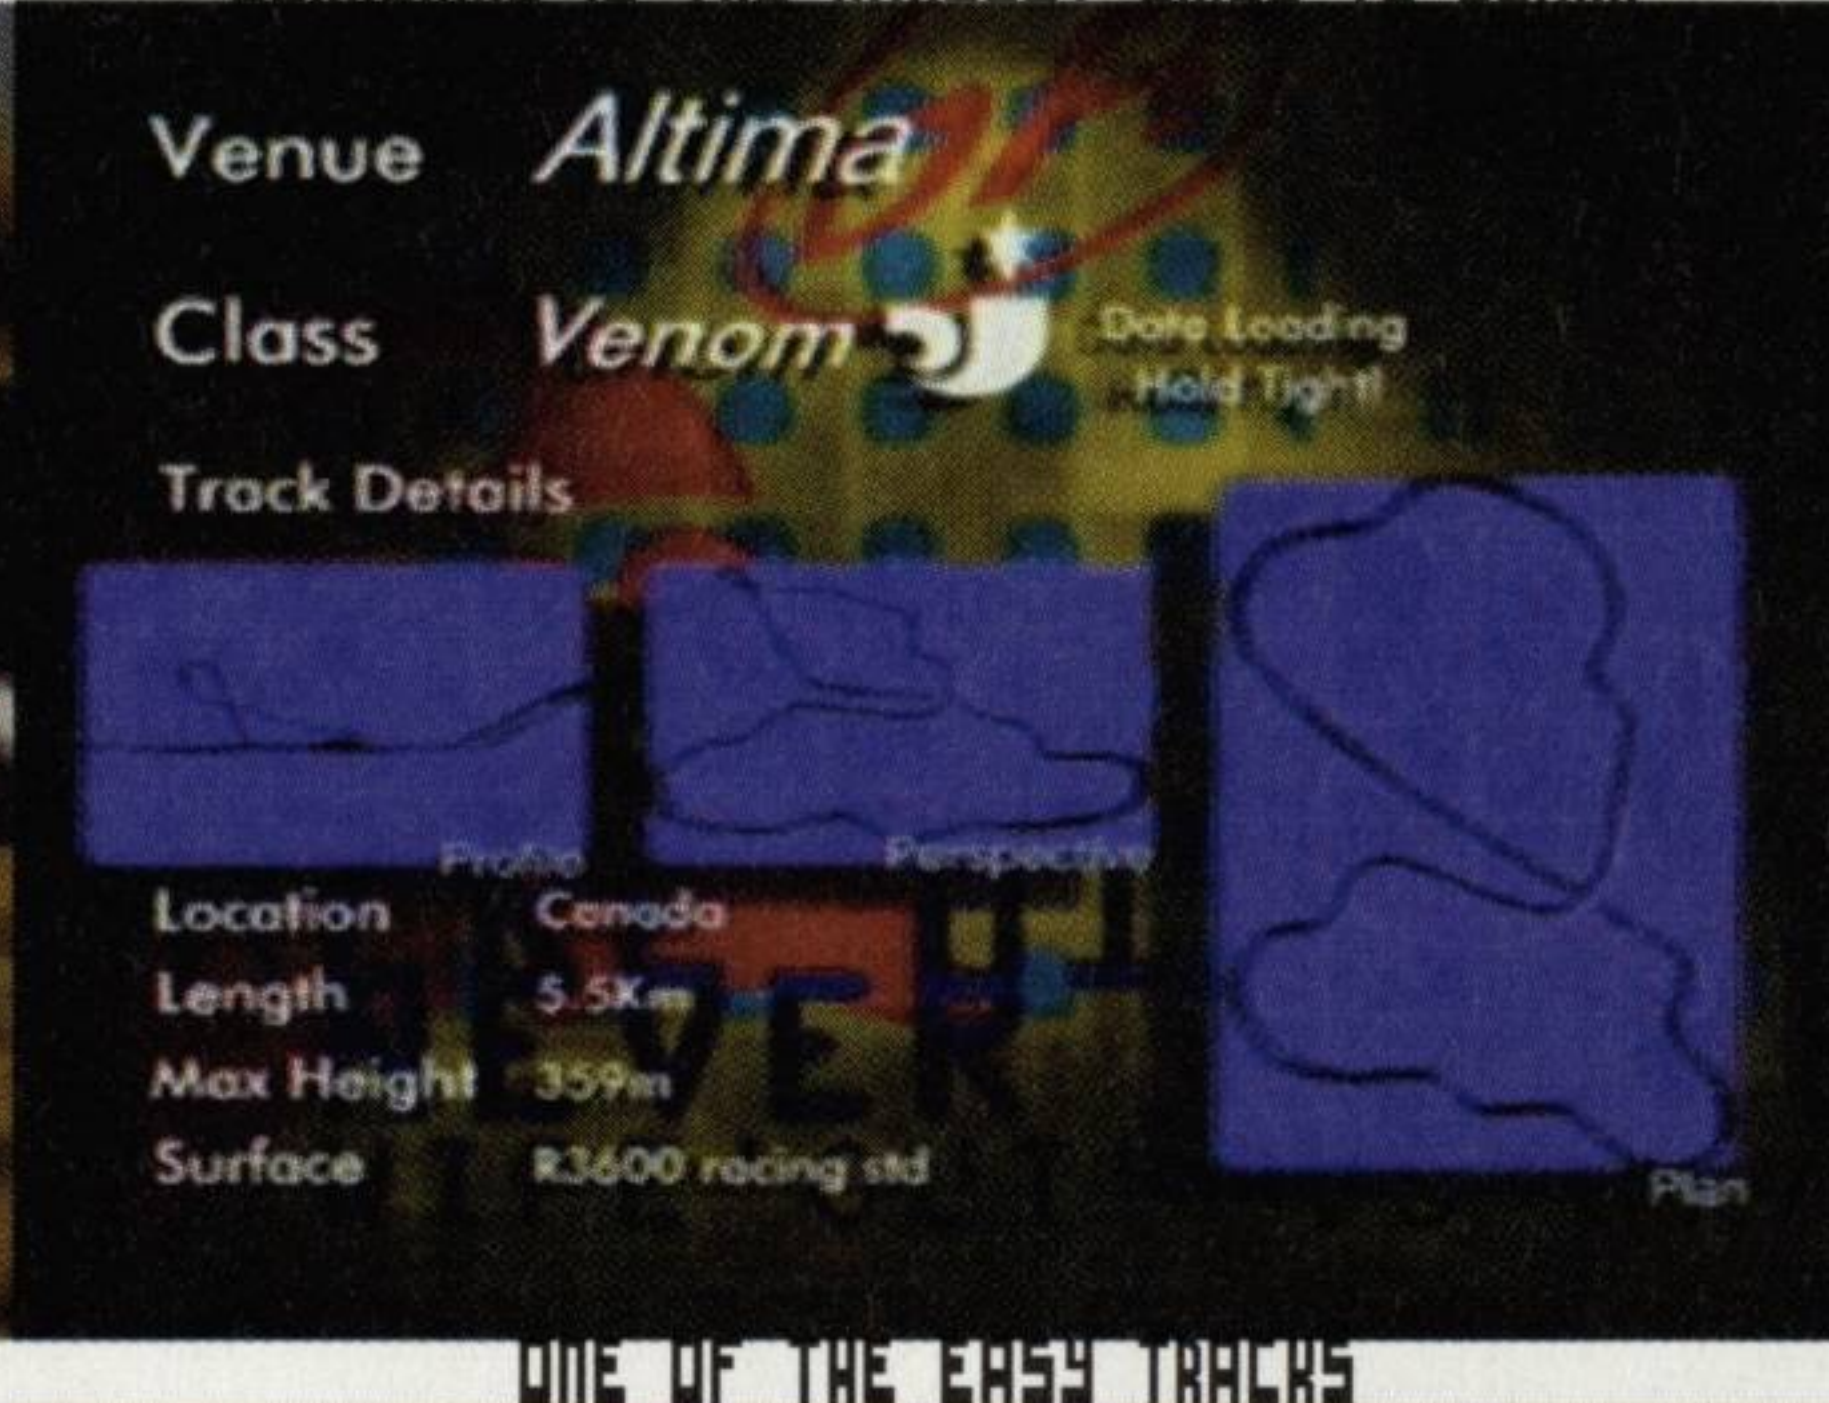 Venue Altima
Class Venom
Data Loading
Hold Tight!
Track Details
Profile
Perspective
Location Canada
Length 5.5Km
Max Height 359m
Surface R3600 racing std
Plan
ONE OF THE EASY TRACKS